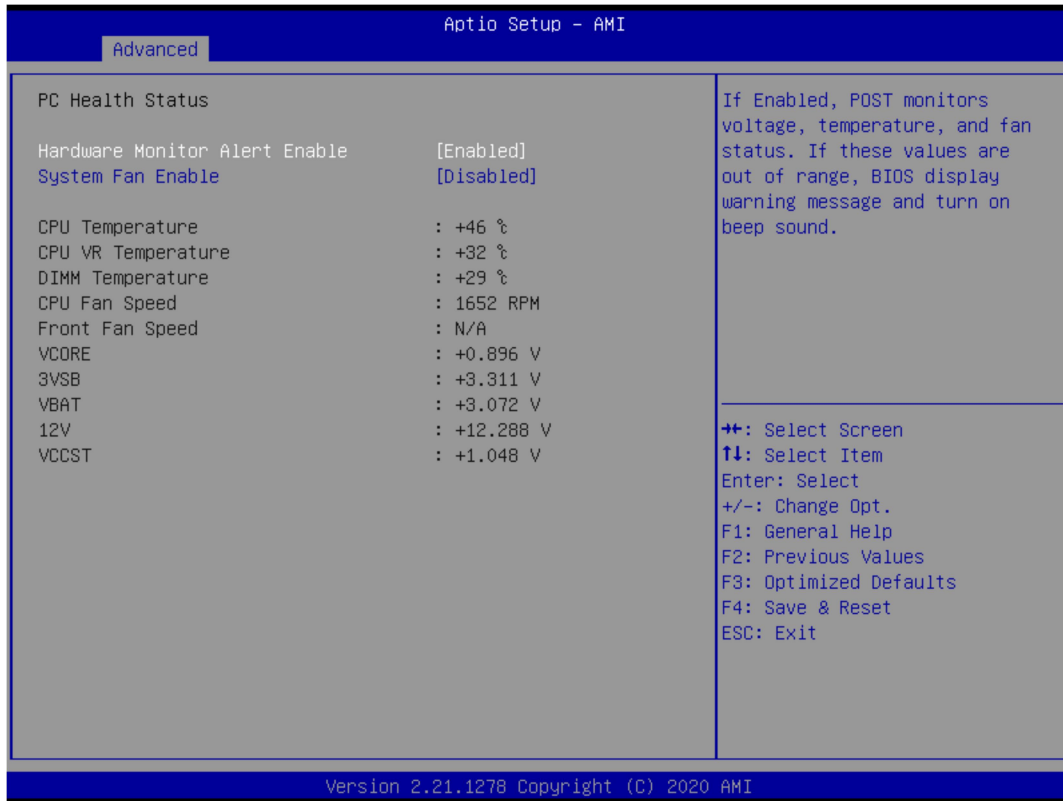 Aptio Setup – AMI
Advanced
PC Health Status
Hardware Monitor Alert Enable [Enabled]
System Fan Enable [Disabled]
CPU Temperature : +46 ℃
CPU VR Temperature : +32 ℃
DIMM Temperature : +29 ℃
CPU Fan Speed : 1652 RPM
Front Fan Speed : N/A
VCORE : +0.896 V
3VSB : +3.311 V
VBAT : +3.072 V
12V : +12.288 V
VCCST : +1.048 V
If Enabled, POST monitors
voltage, temperature, and fan
status. If these values are
out of range, BIOS display
warning message and turn on
beep sound.
→←: Select Screen
↑↓: Select Item
Enter: Select
+/-: Change Opt.
F1: General Help
F2: Previous Values
F3: Optimized Defaults
F4: Save & Reset
ESC: Exit
Version 2.21.1278 Copyright (C) 2020 AMI